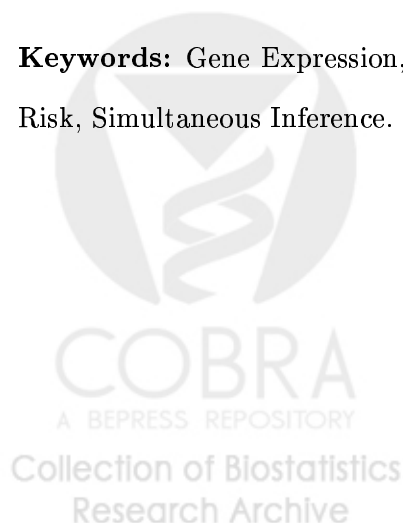 Keywords: Gene Expression,
Risk, Simultaneous Inference.
COBRA
A BEPRESS REPOSITORY
Collection of Biostatistics
Research Archive